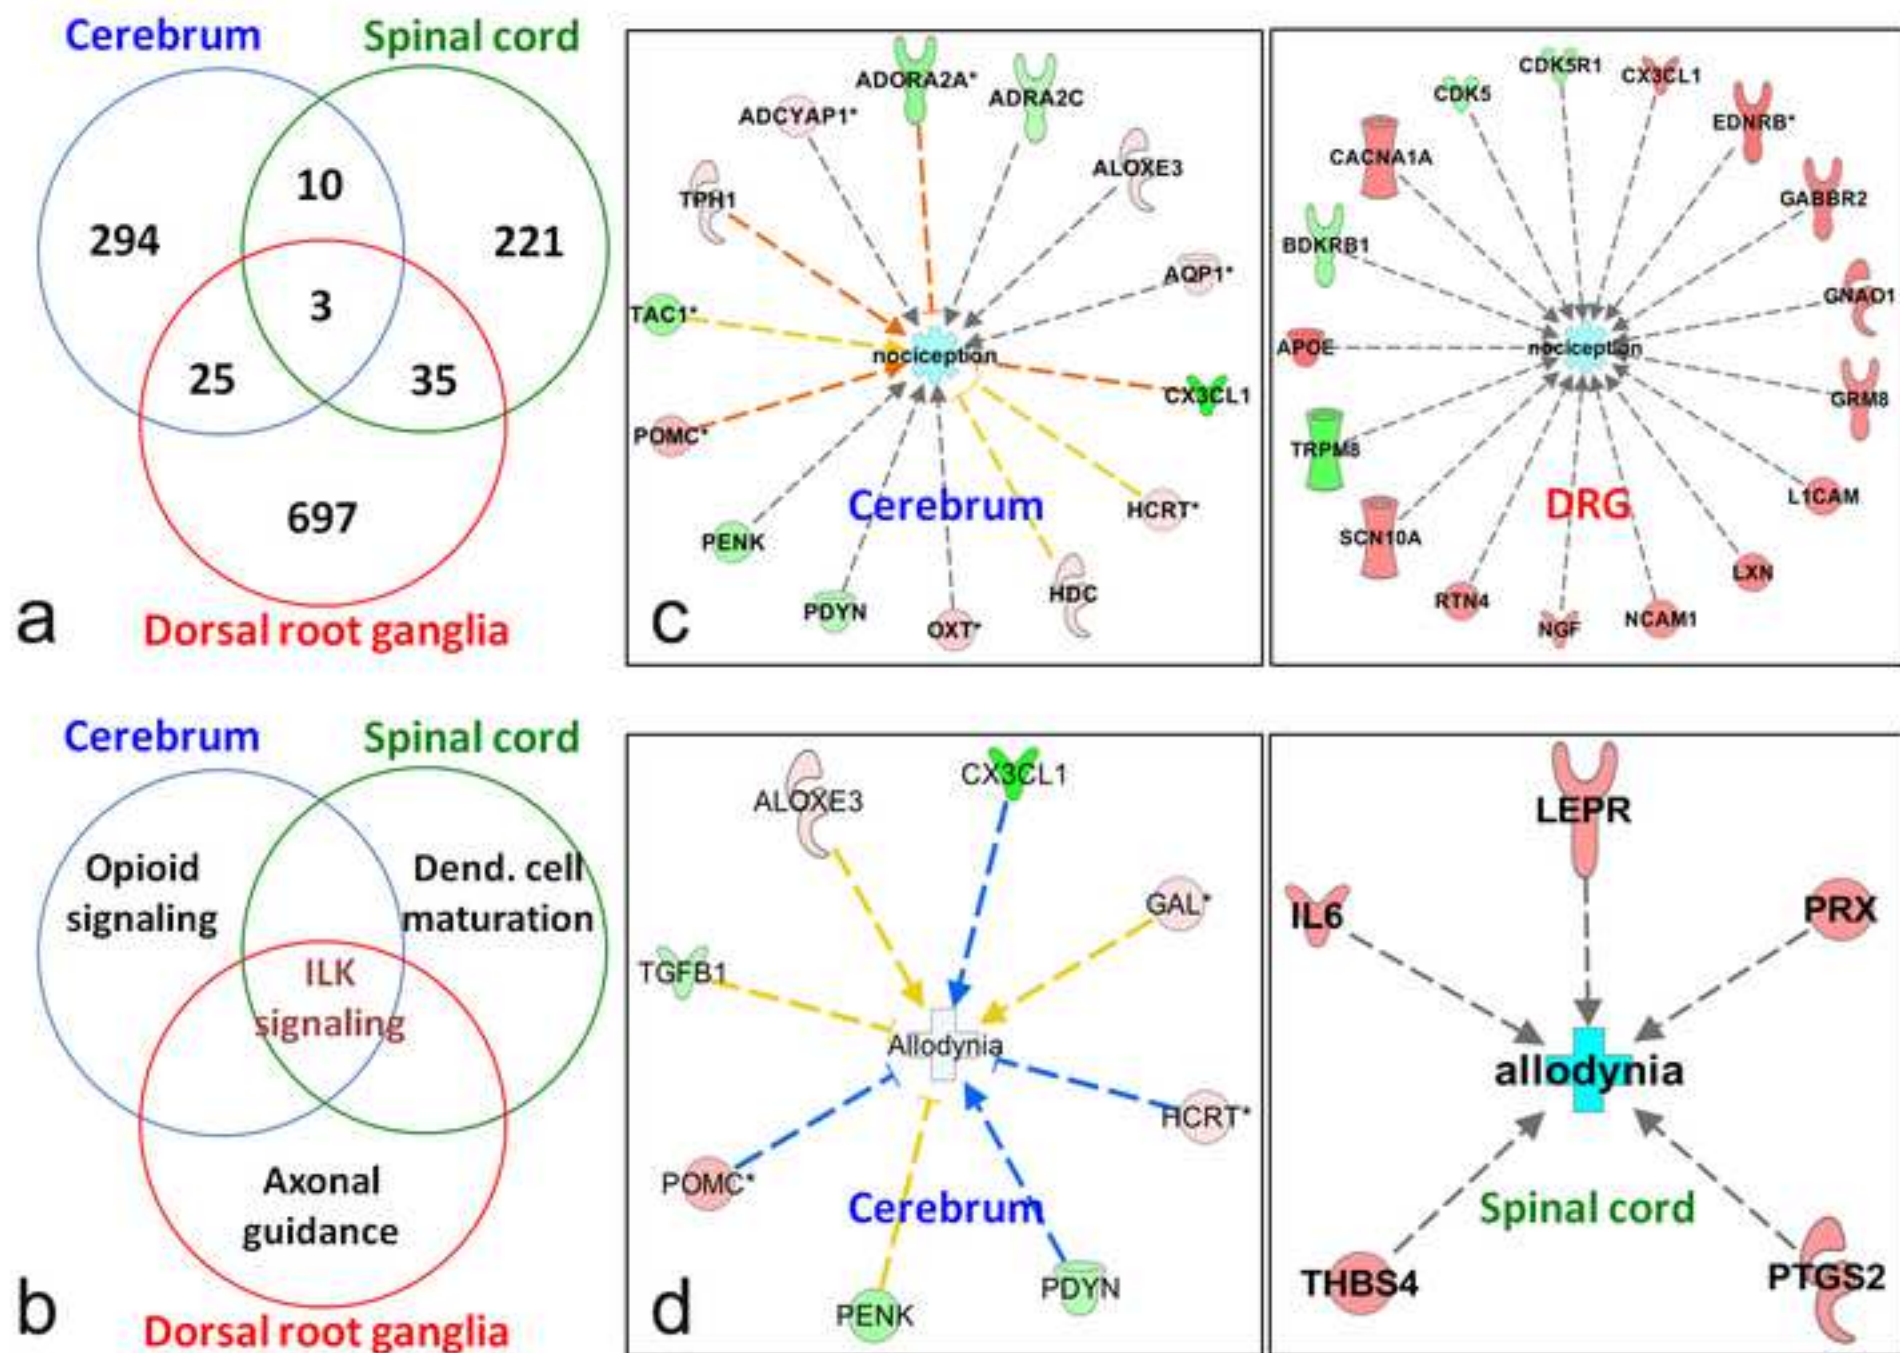 Cerebrum
Spinal cord
10
294
221
3
25
35
697
a
Dorsal root ganglia
ADORA2A*
ADRA2C
ADCYAP1*
ALOXE3
TPH1
AQP1*
TAC1*
nociception
CX3CL1
POMC*
HCRT*
Cerebrum
PENK
HDC
PDYN
OXT*
c
CDK5R1
CX3CL1
CDK5
EDNRB*
CACNA1A
GABBR2
BDKRB1
GNAO1
APOE
nociception
GRM8
TRPM8
L1CAM
DRG
SCN10A
LXN
RTN4
NGF
NCAM1
Cerebrum
Spinal cord
Opioid
signaling
Dend. cell
maturation
ILK
signaling
Axonal
guidance
b
Dorsal root ganglia
CX3CL1
ALOXE3
GAL*
TGFB1
Allodynia
HCRT*
POMC*
Cerebrum
PDYN
PENK
d
LEPR
IL6
PRX
allodynia
Spinal cord
THBS4
PTGS2